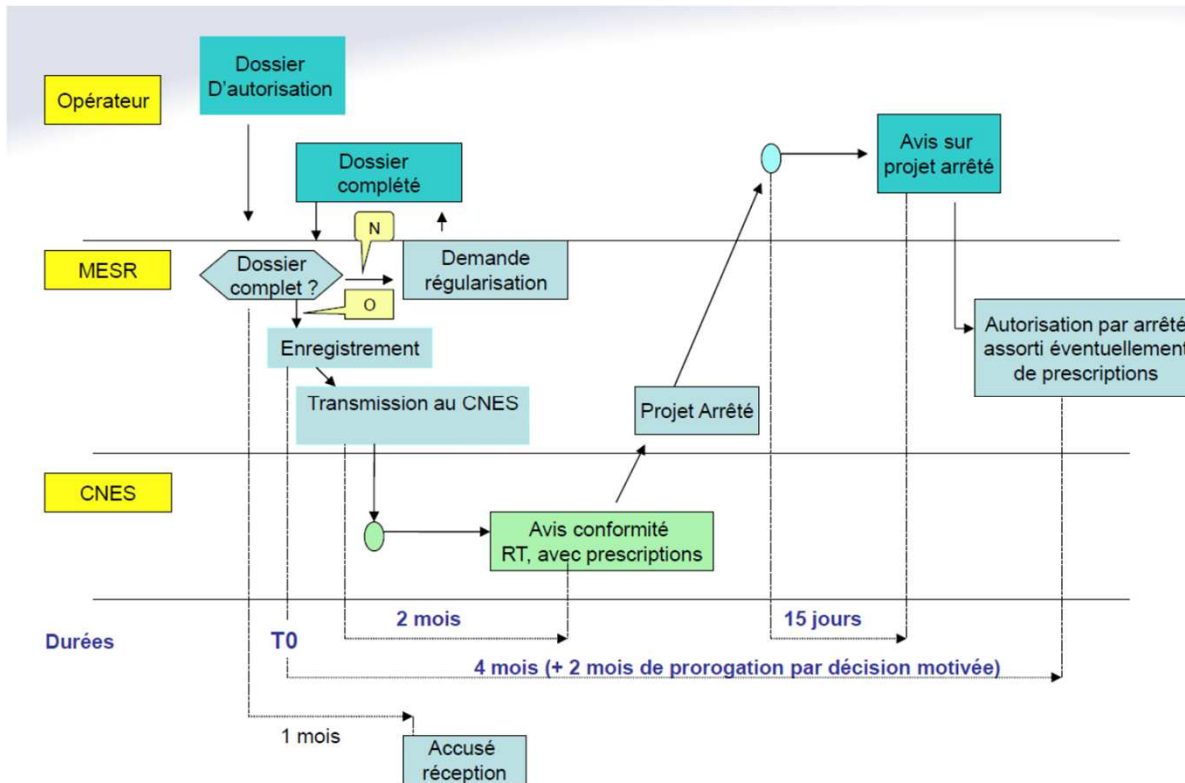 Dossier
D'autorisation
Opérateur
Avis sur
projet arrêté
Dossier
complété
N
MESR
Dossier
complet ?
Demande
régularisation
O
Autorisation par arrêté
assorti éventuellement
de prescriptions
Enregistrement
Transmission au CNES
Projet Arrêté
CNES
Avis conformité
RT, avec prescriptions
Durées
T0
2 mois
15 jours
4 mois (+ 2 mois de prorogation par décision motivée)
1 mois
Accusé
réception